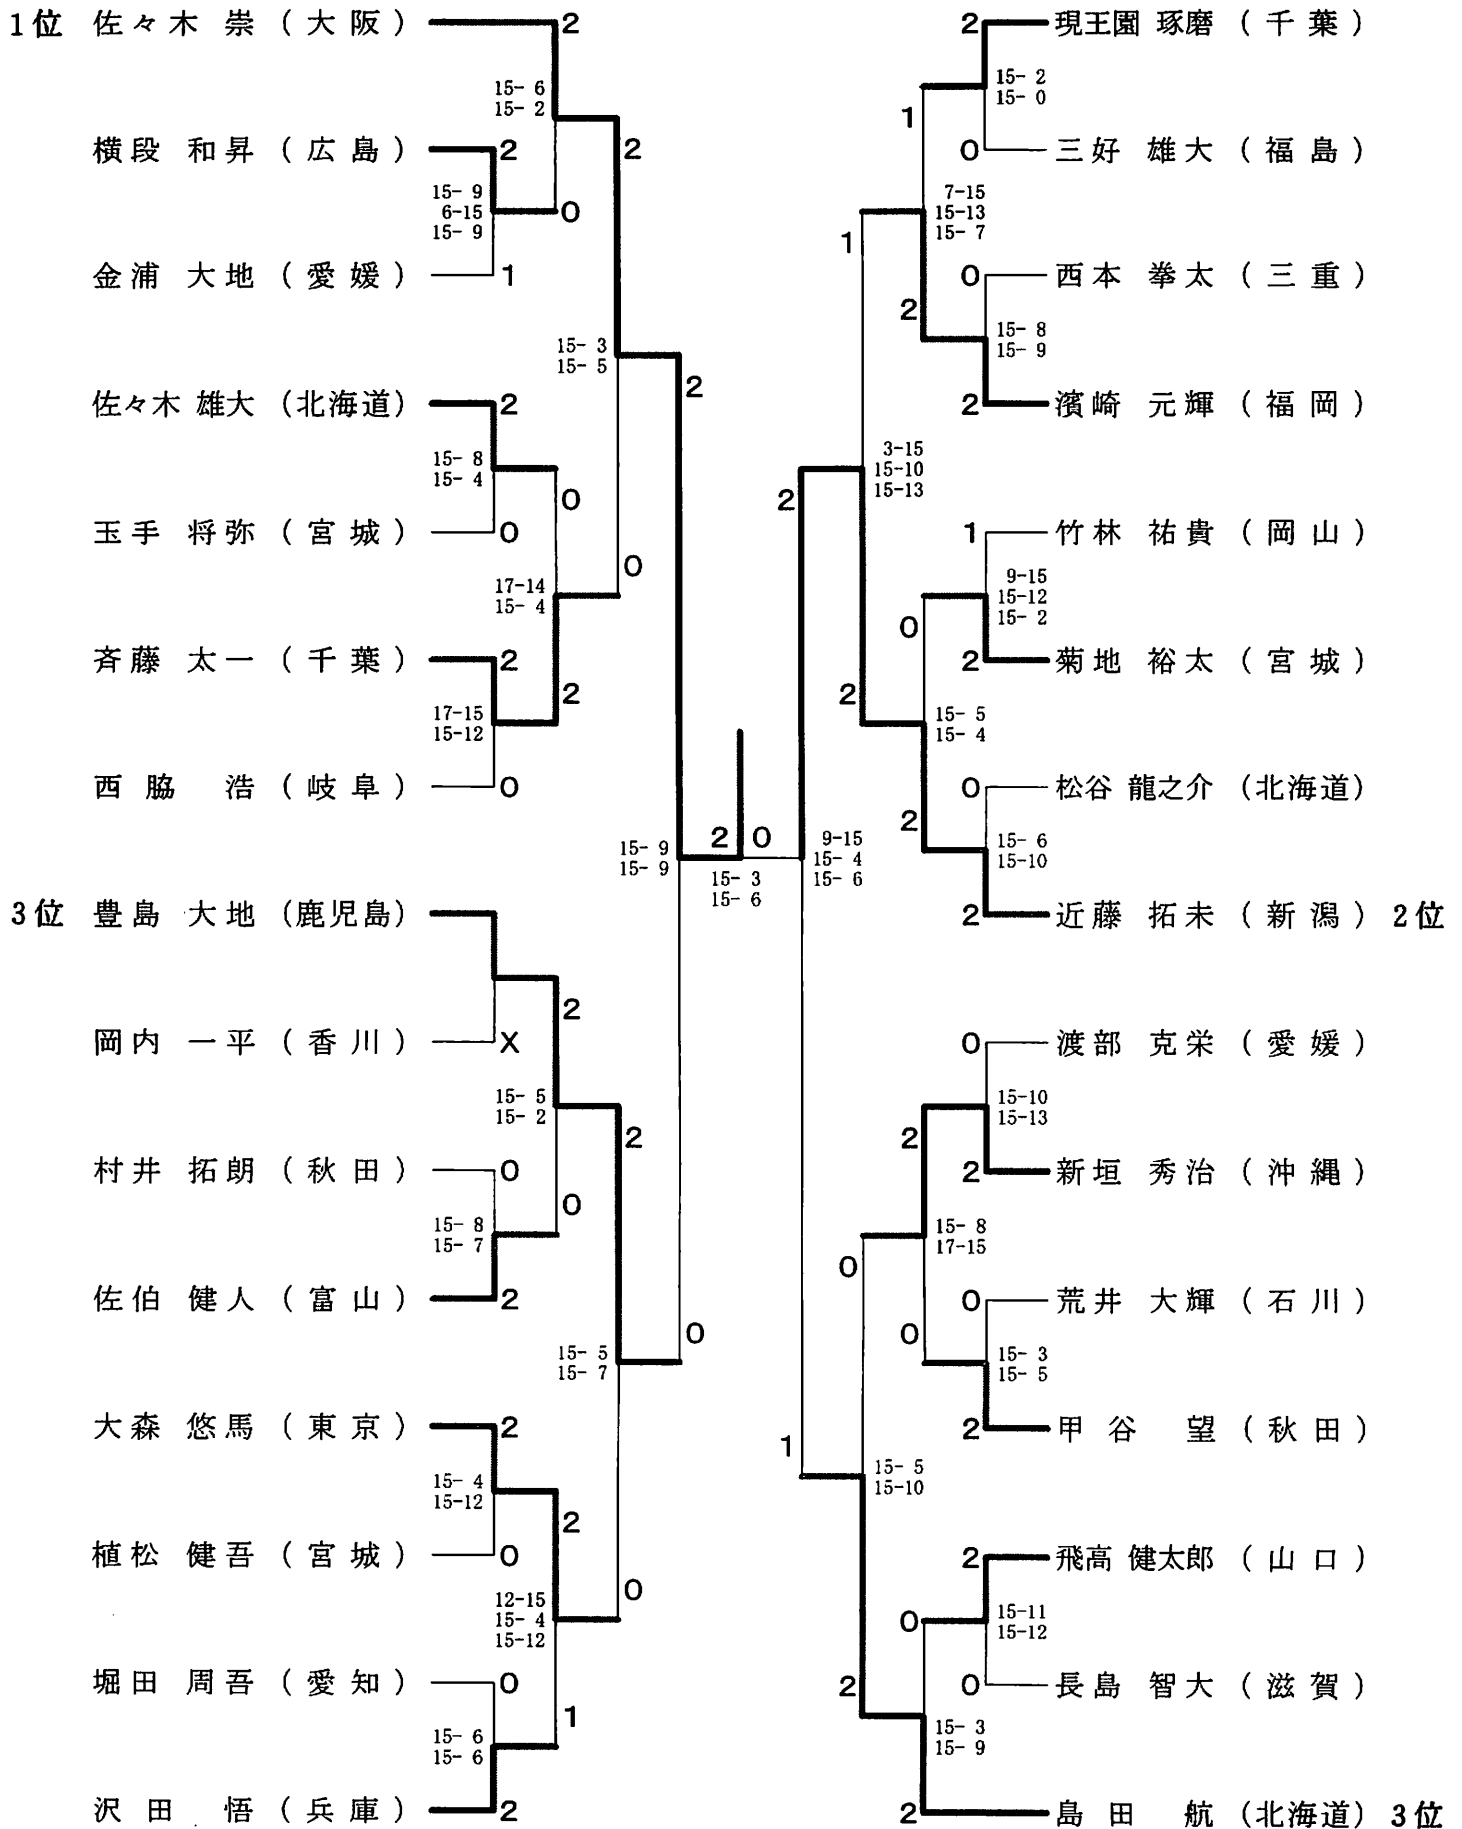 1位 佐々木 崇 (大阪) 2
15- 6
15- 2
横段 和昇 (広島) 2
2
15- 9
6-15
15- 9
0
金浦 大地 (愛媛) 1
15- 3
15- 5
2
佐々木 雄大 (北海道) 2
15- 8
15- 4
0
玉手 将弥 (宮城) 0
0
17-14
15- 4
斉藤 太一 (千葉) 2
2
17-15
15-12
西脇 浩 (岐阜) 0
15- 9
15- 9
3位 豊島 大地 (鹿児島)
2
岡内 一平 (香川) X
15- 5
15- 2
2
村井 拓朗 (秋田) 0
0
15- 8
15- 7
佐伯 健人 (富山) 2
0
15- 5
15- 7
大森 悠馬 (東京) 2
15- 4
15-12
2
植松 健吾 (宮城) 0
0
12-15
15- 4
15-12
堀田 周吾 (愛知) 0
1
15- 6
15- 6
沢田 悟 (兵庫) 2
2 0
15- 3
15- 6
2 現王園 琢磨 (千葉)
15- 2
15- 0
1
0 三好 雄大 (福島)
7-15
15-13
15- 7
1
0 西本 拳太 (三重)
2
15- 8
15- 9
2 濱崎 元輝 (福岡)
3-15
15-10
15-13
2
1 竹林 祐貴 (岡山)
9-15
15-12
15- 2
0
2 菊地 裕太 (宮城)
2
15- 5
15- 4
0 松谷 龍之介 (北海道)
2
15- 6
15-10
9-15
15- 4
15- 6
2 近藤 拓未 (新潟) 2位
0 渡部 克栄 (愛媛)
15-10
15-13
2
2 新垣 秀治 (沖縄)
15- 8
17-15
0
0 荒井 大輝 (石川)
0
15- 3
15- 5
2 甲谷 望 (秋田)
1
15- 5
15-10
2 飛高 健太郎 (山口)
0
15-11
15-12
2
0 長島 智大 (滋賀)
15- 3
15- 9
2 島田 航 (北海道) 3位